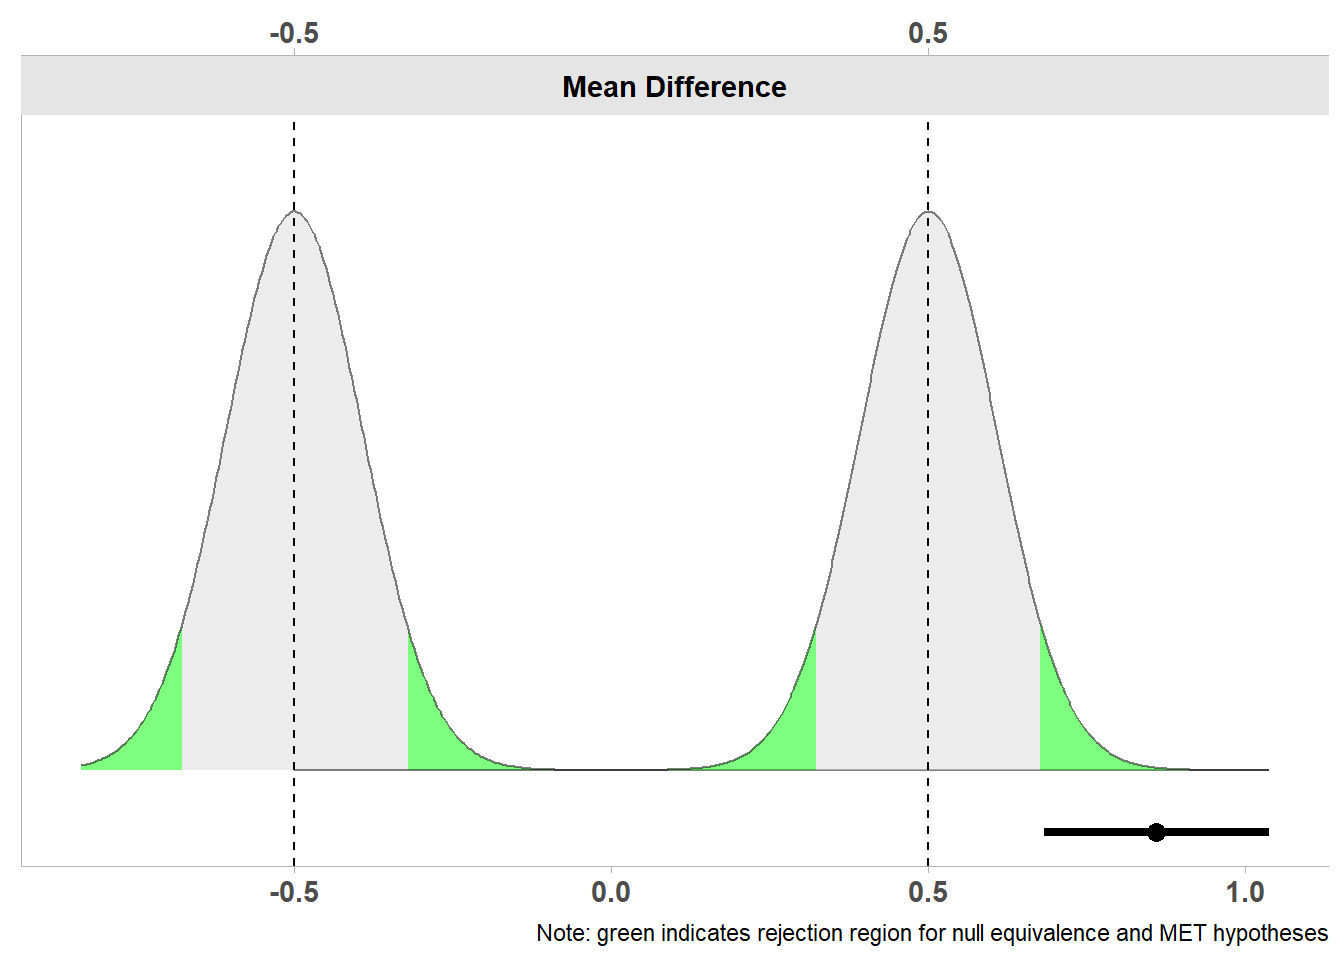 -0.5 0.5
Mean Difference
-0.5 0.0 0.5 1.0
Note: green indicates rejection region for null equivalence and MET hypotheses